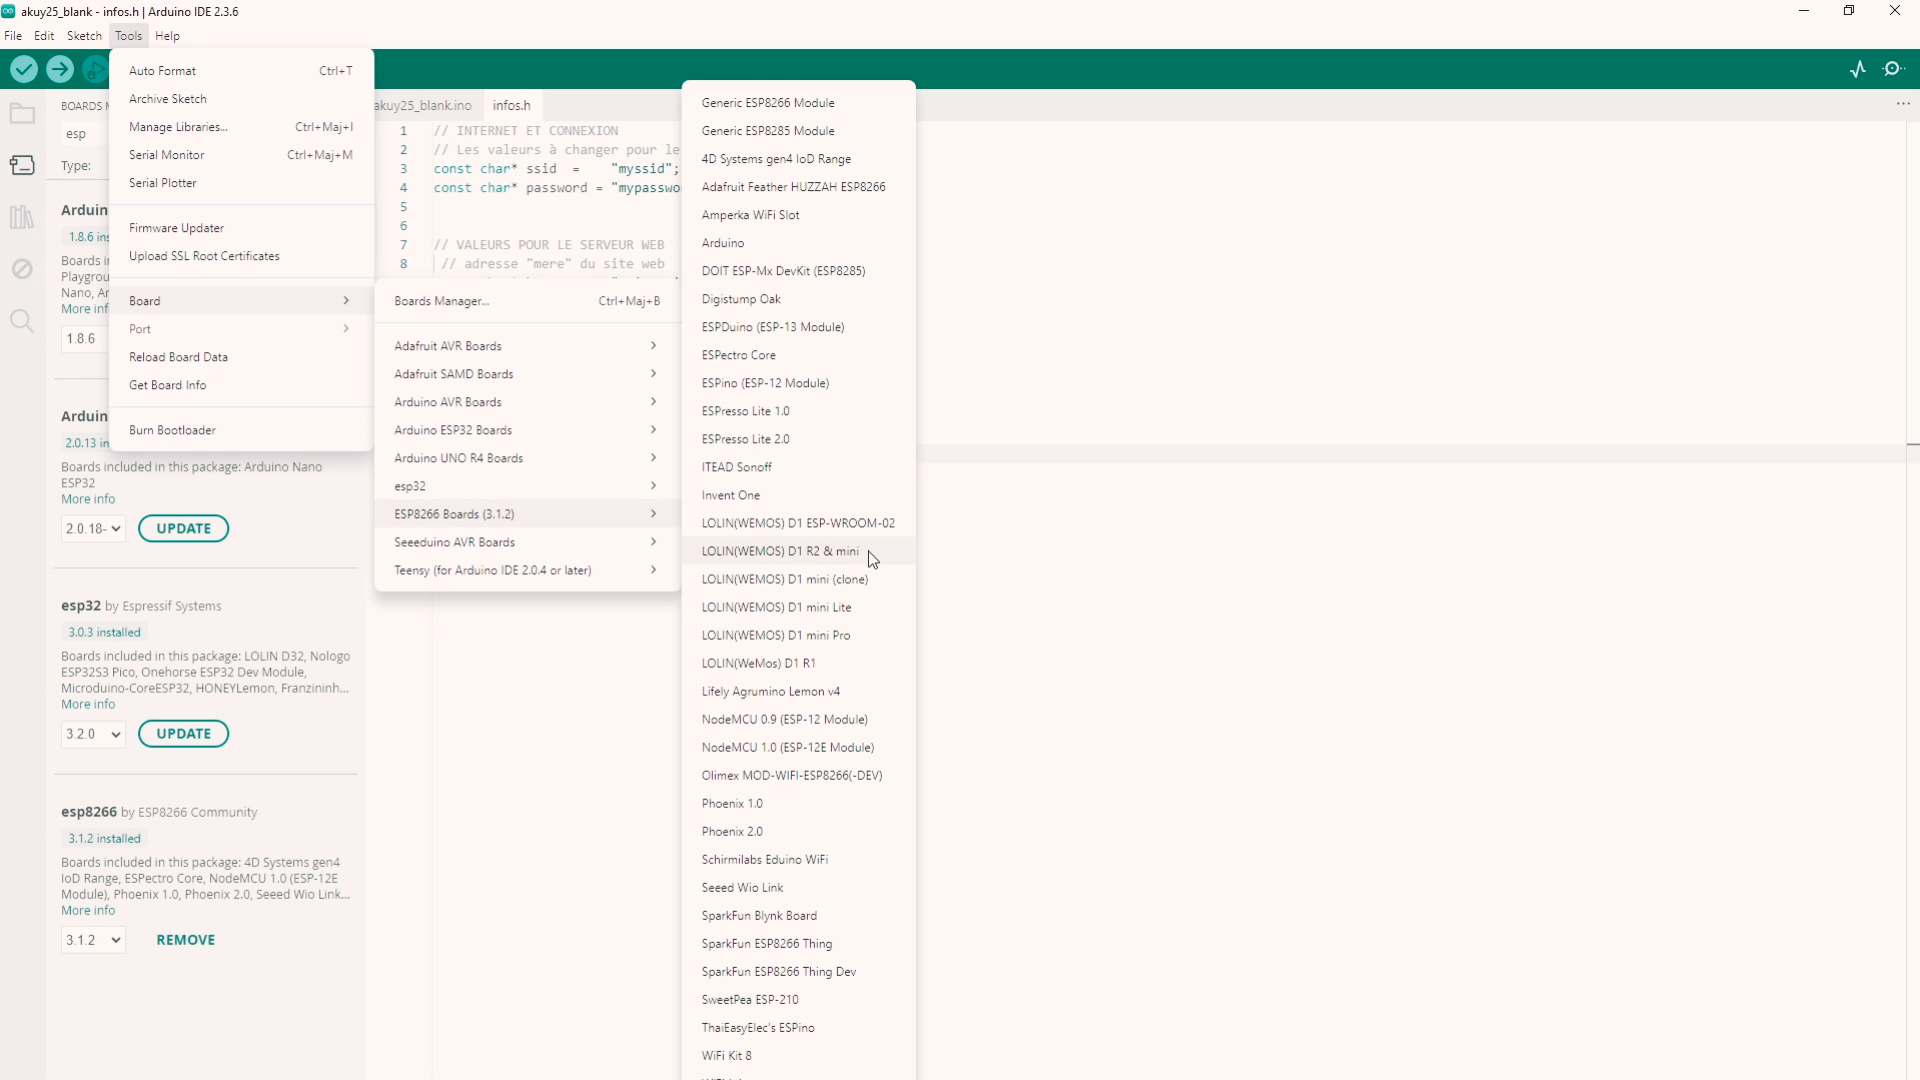 akuy25_blank - infos.h | Arduino IDE 2.3.6
File Edit Sketch Tools Help
Auto Format Ctrl+T
Archive Sketch
Manage Libraries... Ctrl+Maj+I
Serial Monitor Ctrl+Maj+M
Serial Plotter
Firmware Updater
Upload SSL Root Certificates
Board
Port
Reload Board Data
Get Board Info
Burn Bootloader
Boards Manager... Ctrl+Maj+B
Adafruit AVR Boards
Adafruit SAMD Boards
Arduino AVR Boards
Arduino ESP32 Boards
Arduino UNO R4 Boards
esp32
ESP8266 Boards (3.1.2)
Seeeduino AVR Boards
Teensy (for Arduino IDE 2.0.4 or later)
Generic ESP8266 Module
Generic ESP8285 Module
4D Systems gen4 IoD Range
Adafruit Feather HUZZAH ESP8266
Amperka WiFi Slot
Arduino
DOIT ESP-Mx DevKit (ESP8285)
Digistump Oak
ESPDuino (ESP-13 Module)
ESPectro Core
ESPino (ESP-12 Module)
ESPresso Lite 1.0
ESPresso Lite 2.0
ITEAD Sonoff
Invent One
LOLIN(WEMOS) D1 ESP-WROOM-02
LOLIN(WEMOS) D1 R2 & mini
LOLIN(WEMOS) D1 mini (clone)
LOLIN(WEMOS) D1 mini Lite
LOLIN(WEMOS) D1 mini Pro
LOLIN(WeMos) D1 R1
Lifely Agrumino Lemon v4
NodeMCU 0.9 (ESP-12 Module)
NodeMCU 1.0 (ESP-12E Module)
Olimex MOD-WIFI-ESP8266(-DEV)
Phoenix 1.0
Phoenix 2.0
Schirmilabs Eduino WiFi
Seeed Wio Link
SparkFun Blynk Board
SparkFun ESP8266 Thing
SparkFun ESP8266 Thing Dev
SweetPea ESP-210
ThaiEasyElec's ESPino
WiFi Kit 8
BOARDS M
esp
Type:
Arduin
1.8.6 ins
Boards in
Playgrou
Nano, Ar
More inf
1.8.6
Arduin
2.0.13 in
Boards included in this package: Arduino Nano
ESP32
More info
2.0.18- UPDATE
esp32 by Espressif Systems
3.0.3 installed
Boards included in this package: LOLIN D32, Nologo
ESP32S3 Pico, Onehorse ESP32 Dev Module,
Microduino-CoreESP32, HONEYLemon, Franzininh...
More info
3.2.0 UPDATE
esp8266 by ESP8266 Community
3.1.2 installed
Boards included in this package: 4D Systems gen4
IoD Range, ESPectro Core, NodeMCU 1.0 (ESP-12E
Module), Phoenix 1.0, Phoenix 2.0, Seeed Wio Link...
More info
3.1.2 REMOVE
akuy25_blank.ino infos.h
1 // INTERNET ET CONNEXION
2 // Les valeurs à changer pour le
3 const char* ssid = "myssid";
4 const char* password = "mypasswo
5
6
7 // VALEURS POUR LE SERVEUR WEB
8 // adresse "mere" du site web